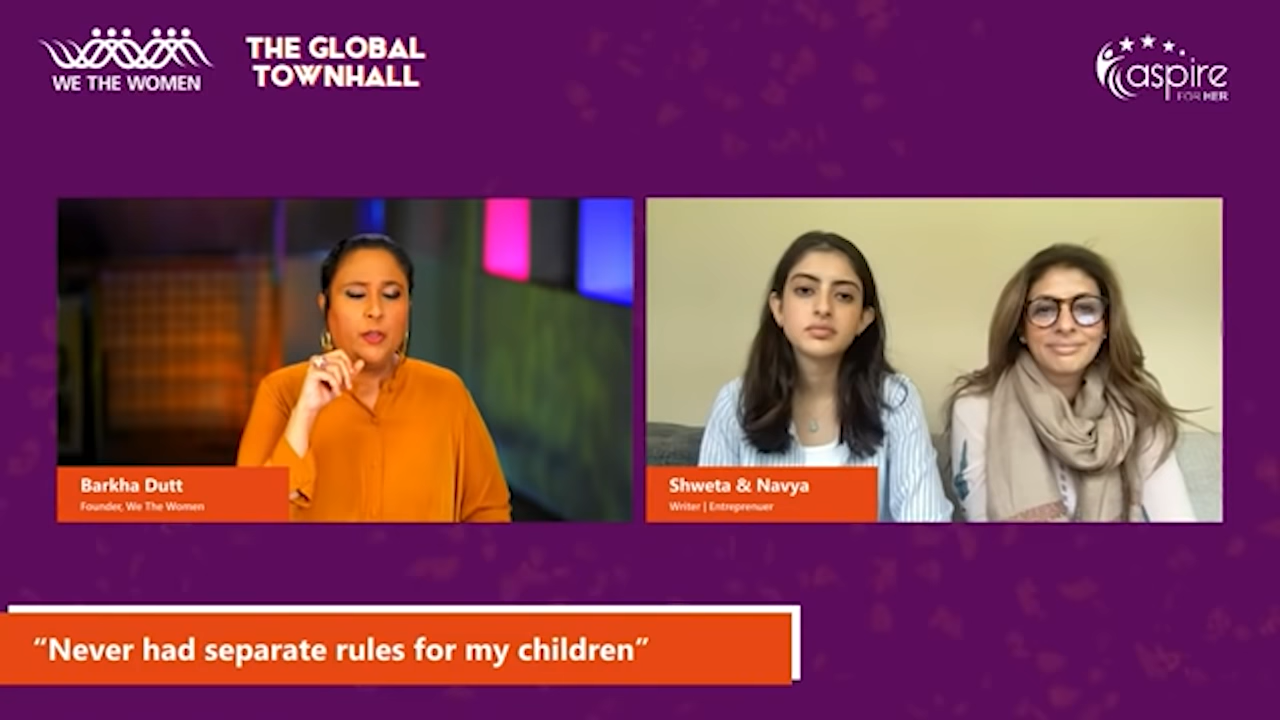 WE THE WOMEN
THE GLOBAL
TOWNHALL
aspire
FOR HER
Barkha Dutt
Founder, We The Women
Shweta & Navya
Writer | Entreprenuer
“Never had separate rules for my children”